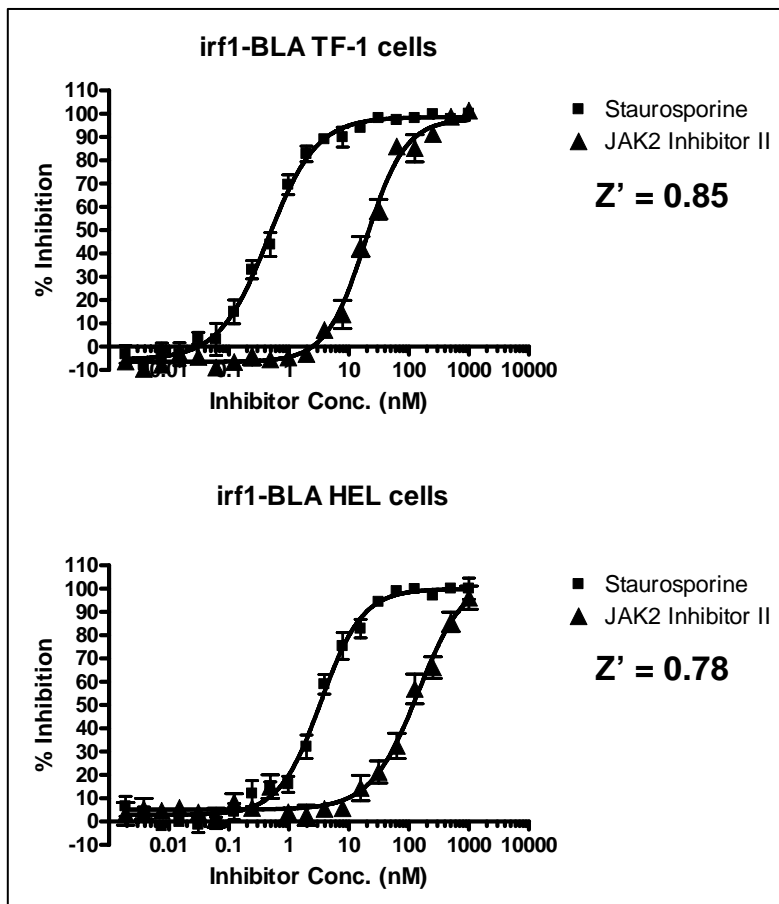 irf1-BLA TF-1 cells
110
100
90
80
70
60
50
40
30
20
10
0
-10
% Inhibition
0.01 0.1 1 10 100 1000 10000
Inhibitor Conc. (nM)
Staurosporine
JAK2 Inhibitor II
Z’ = 0.85
irf1-BLA HEL cells
110
100
90
80
70
60
50
40
30
20
10
0
-10
% Inhibition
0.01 0.1 1 10 100 1000 10000
Inhibitor Conc. (nM)
Staurosporine
JAK2 Inhibitor II
Z’ = 0.78